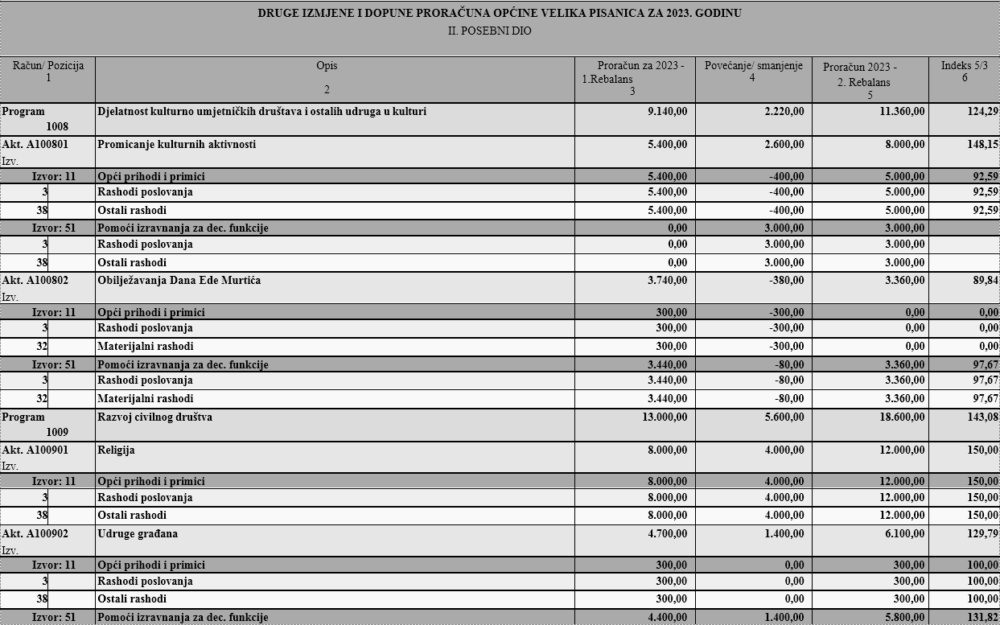 DRUGE IZMJENE I DOPUNE PRORAČUNA OPĆINE VELIKA PISANICA ZA 2023. GODINU
II. POSEBNI DIO
Račun/ Pozicija 1 Opis 2 Proračun za 2023 - 1.Rebalans 3 Povećanje/ smanjenje 4 Proračun 2023 - 2. Rebalans 5 Indeks 5/3 6
Program 1008 Djelatnost kulturno umjetničkih društava i ostalih udruga u kulturi 9.140,00 2.220,00 11.360,00 124,29
Akt. A100801 Promicanje kulturnih aktivnosti 5.400,00 2.600,00 8.000,00 148,15
Izv.
Izvor: 11 Opći prihodi i primici 5.400,00 -400,00 5.000,00 92,59
3 Rashodi poslovanja 5.400,00 -400,00 5.000,00 92,59
38 Ostali rashodi 5.400,00 -400,00 5.000,00 92,59
Izvor: 51 Pomoći izravnanja za dec. funkcije 0,00 3.000,00 3.000,00
3 Rashodi poslovanja 0,00 3.000,00 3.000,00
38 Ostali rashodi 0,00 3.000,00 3.000,00
Akt. A100802 Obilježavanja Dana Ede Murtića 3.740,00 -380,00 3.360,00 89,84
Izv.
Izvor: 11 Opći prihodi i primici 300,00 -300,00 0,00 0,00
3 Rashodi poslovanja 300,00 -300,00 0,00 0,00
32 Materijalni rashodi 300,00 -300,00 0,00 0,00
Izvor: 51 Pomoći izravnanja za dec. funkcije 3.440,00 -80,00 3.360,00 97,67
3 Rashodi poslovanja 3.440,00 -80,00 3.360,00 97,67
32 Materijalni rashodi 3.440,00 -80,00 3.360,00 97,67
Program 1009 Razvoj civilnog društva 13.000,00 5.600,00 18.600,00 143,08
Akt. A100901 Religija 8.000,00 4.000,00 12.000,00 150,00
Izv.
Izvor: 11 Opći prihodi i primici 8.000,00 4.000,00 12.000,00 150,00
3 Rashodi poslovanja 8.000,00 4.000,00 12.000,00 150,00
38 Ostali rashodi 8.000,00 4.000,00 12.000,00 150,00
Akt. A100902 Udruge građana 4.700,00 1.400,00 6.100,00 129,79
Izv.
Izvor: 11 Opći prihodi i primici 300,00 0,00 300,00 100,00
3 Rashodi poslovanja 300,00 0,00 300,00 100,00
38 Ostali rashodi 300,00 0,00 300,00 100,00
Izvor: 51 Pomoći izravnanja za dec. funkcije 4.400,00 1.400,00 5.800,00 131,82